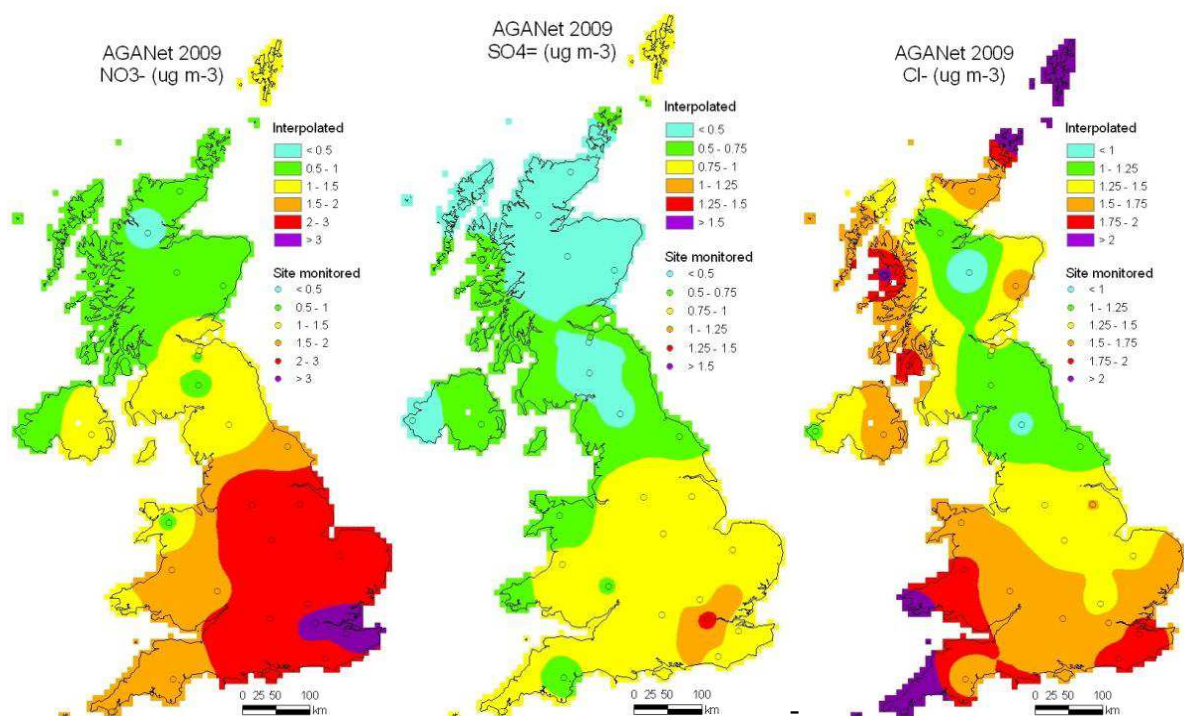 AGANet 2009
NO3- (ug m-3)
Interpolated
< 0.5
0.5 - 1
1 - 1.5
1.5 - 2
2 - 3
> 3
Site monitored
< 0.5
0.5 - 1
1 - 1.5
1.5 - 2
2 - 3
> 3
0 25 50 100
km
AGANet 2009
SO4= (ug m-3)
Interpolated
< 0.5
0.5 - 0.75
0.75 - 1
1 - 1.25
1.25 - 1.5
> 1.5
Site monitored
< 0.5
0.5 - 0.75
0.75 - 1
1 - 1.25
1.25 - 1.5
> 1.5
0 25 50 100
km
AGANet 2009
Cl- (ug m-3)
Interpolated
< 1
1 - 1.25
1.25 - 1.5
1.5 - 1.75
1.75 - 2
> 2
Site monitored
< 1
1 - 1.25
1.25 - 1.5
1.5 - 1.75
1.75 - 2
> 2
0 25 50 100
km